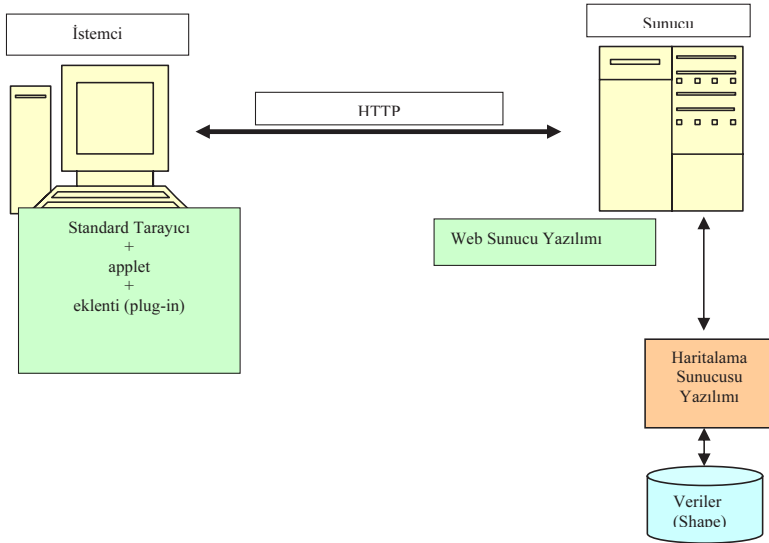 İstemci
Sunucu
HTTP
Standard Tarayıcı
+
applet
+
eklenti (plug-in)
Web Sunucu Yazılımı
Haritalama
Sunucusu
Yazılımı
Veriler
(Shape)